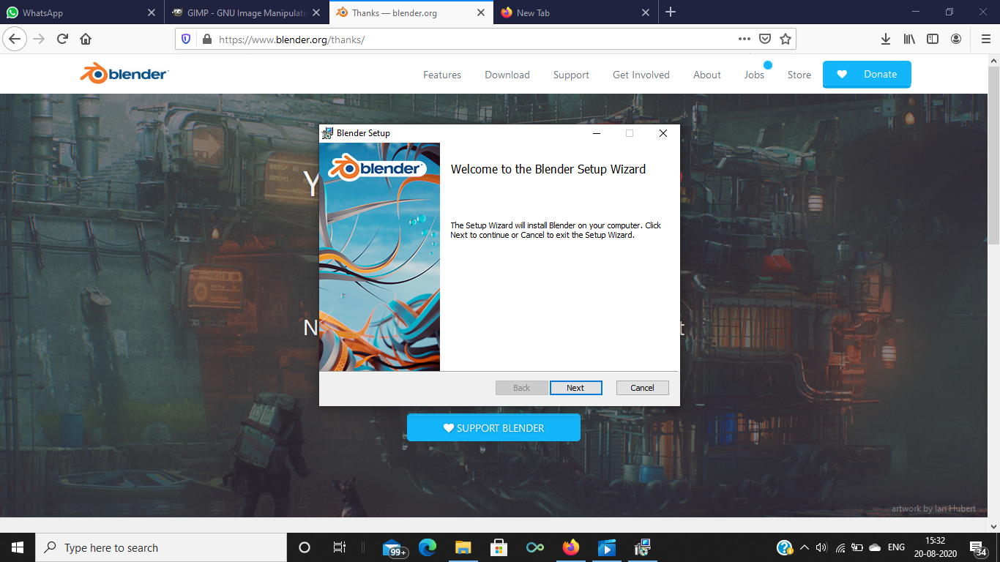 WhatsApp
GIMP - GNU Image Manipulati
Thanks — blender.org
New Tab
https://www.blender.org/thanks/
blender
Features
Download
Support
Get Involved
About
Jobs
Store
Donate
Y
Blender Setup
blender
Welcome to the Blender Setup Wizard
The Setup Wizard will install Blender on your computer. Click
Next to continue or Cancel to exit the Setup Wizard.
N
t
Back
Next
Cancel
SUPPORT BLENDER
artwork by Ian Hubert
Type here to search
99+
ENG
15:32
20-08-2020
34